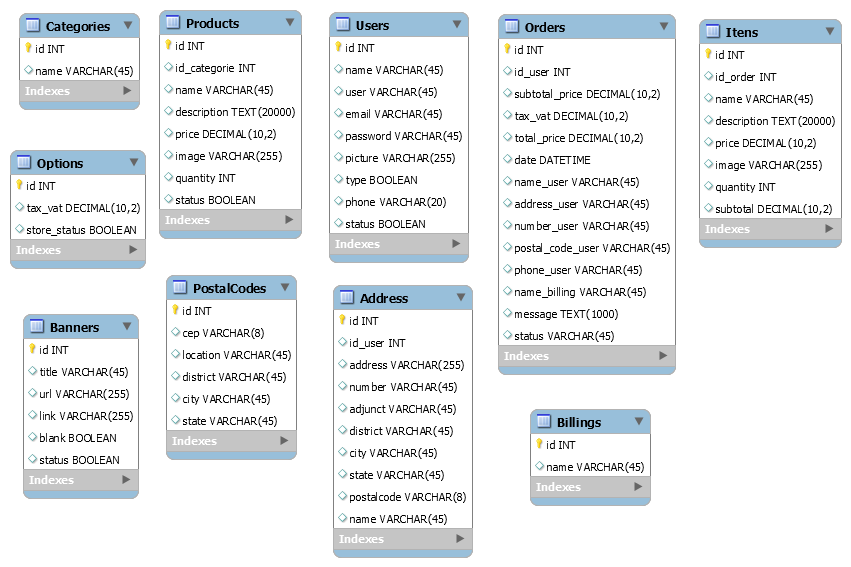 Categories
id INT
name VARCHAR(45)
Indexes
Products
id INT
id_categorie INT
name VARCHAR(45)
description TEXT(20000)
price DECIMAL(10,2)
image VARCHAR(255)
quantity INT
status BOOLEAN
Indexes
Users
id INT
name VARCHAR(45)
user VARCHAR(45)
email VARCHAR(45)
password VARCHAR(45)
picture VARCHAR(255)
type BOOLEAN
phone VARCHAR(20)
status BOOLEAN
Indexes
Orders
id INT
id_user INT
subtotal_price DECIMAL(10,2)
tax_vat DECIMAL(10,2)
total_price DECIMAL(10,2)
date DATETIME
name_user VARCHAR(45)
address_user VARCHAR(45)
number_user VARCHAR(45)
postal_code_user VARCHAR(45)
phone_user VARCHAR(45)
name_billing VARCHAR(45)
message TEXT(1000)
status VARCHAR(45)
Indexes
Itens
id INT
id_order INT
name VARCHAR(45)
description TEXT(20000)
price DECIMAL(10,2)
image VARCHAR(255)
quantity INT
subtotal DECIMAL(10,2)
Indexes
Options
id INT
tax_vat DECIMAL(10,2)
store_status BOOLEAN
Indexes
PostalCodes
id INT
cep VARCHAR(8)
location VARCHAR(45)
district VARCHAR(45)
city VARCHAR(45)
state VARCHAR(45)
Indexes
Address
id INT
id_user INT
address VARCHAR(255)
number VARCHAR(45)
adjunct VARCHAR(45)
district VARCHAR(45)
city VARCHAR(45)
state VARCHAR(45)
postalcode VARCHAR(8)
name VARCHAR(45)
Indexes
Banners
id INT
title VARCHAR(45)
url VARCHAR(255)
link VARCHAR(255)
blank BOOLEAN
status BOOLEAN
Indexes
Billings
id INT
name VARCHAR(45)
Indexes